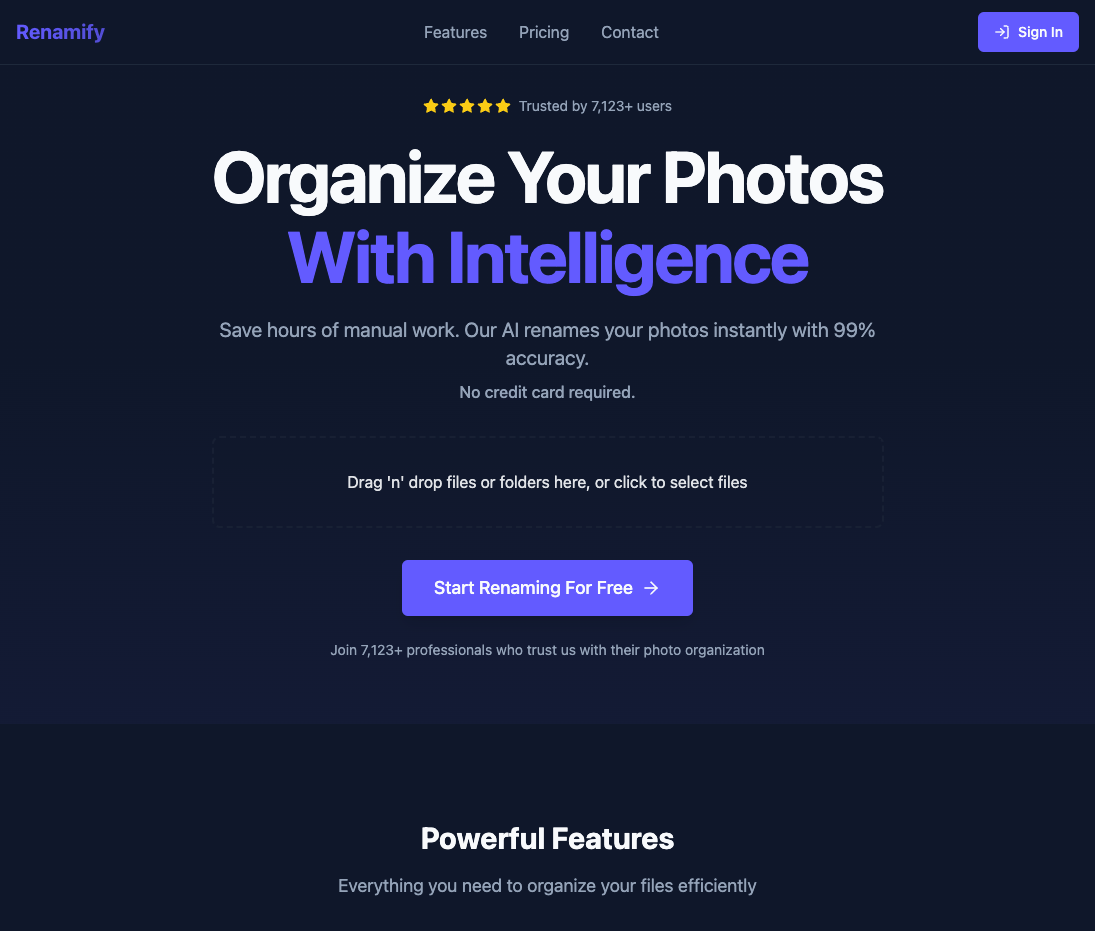 Renamify
Features
Pricing
Contact
Sign In
Trusted by 7,123+ users
Organize Your Photos
With Intelligence
Save hours of manual work. Our AI renames your photos instantly with 99%
accuracy.
No credit card required.
Drag 'n' drop files or folders here, or click to select files
Start Renaming For Free
Join 7,123+ professionals who trust us with their photo organization
Powerful Features
Everything you need to organize your files efficiently